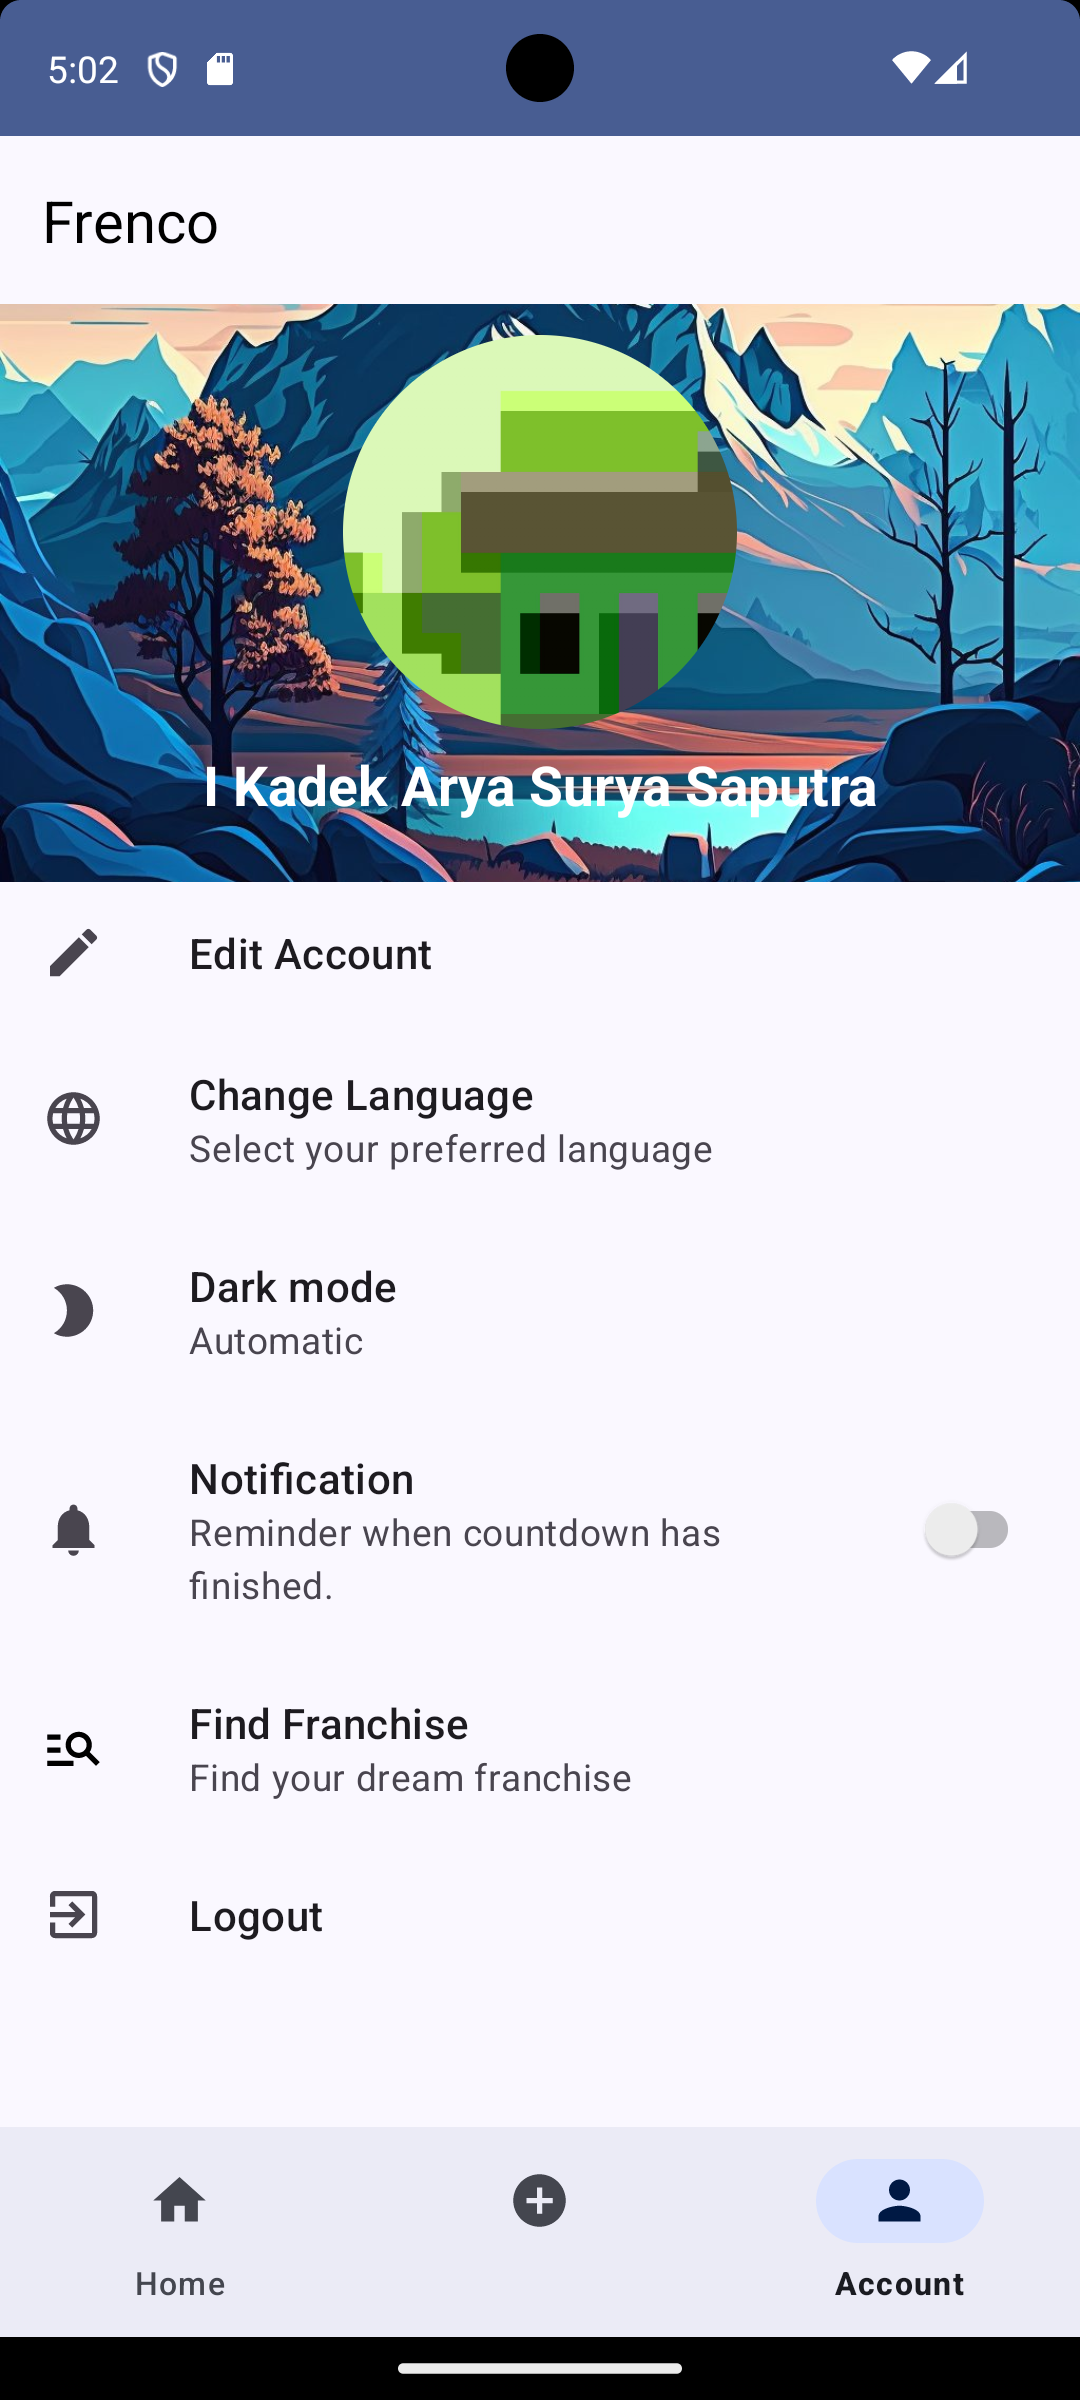 5:02
Frenco
I Kadek Arya Surya Saputra
Edit Account
Change Language
Select your preferred language
Dark mode
Automatic
Notification
Reminder when countdown has
finished.
Find Franchise
Find your dream franchise
Logout
Home
Account